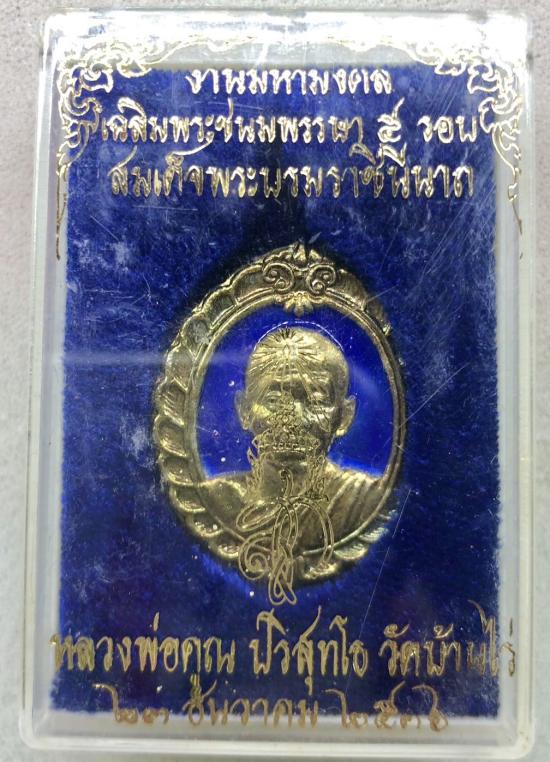 งานมหามงคล
เฉลิมพระชนมพรรษา ๕ รอบ
สมเด็จพระบรมราชินีนาถ
หลวงพ่อคูณ ปริสุทโธ วัดบ้านไร่
๒๓ ธันวาคม ๒๕๓๖